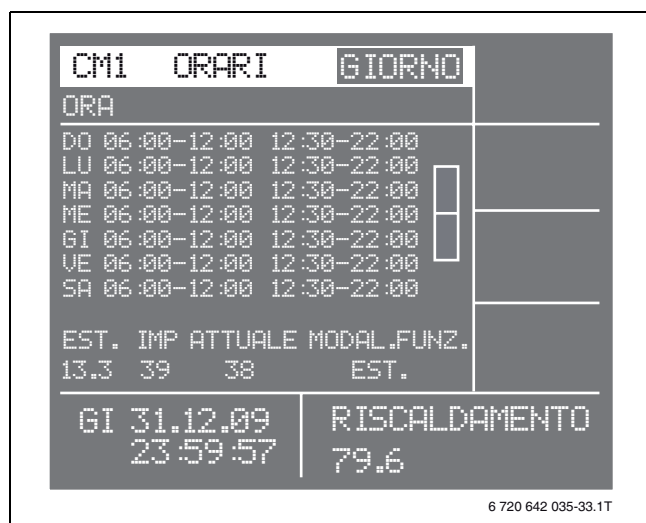 CM1 ORARI GIORNO
ORA
DO 06:00-12:00 12:30-22:00
LU 06:00-12:00 12:30-22:00
MA 06:00-12:00 12:30-22:00
ME 06:00-12:00 12:30-22:00
GI 06:00-12:00 12:30-22:00
VE 06:00-12:00 12:30-22:00
SA 06:00-12:00 12:30-22:00
EST. IMP ATTUALE MODAL.FUNZ.
13.3 39 38 EST.
GI 31.12.09
23:59:57
RISCALDAMENTO
79.6
6 720 642 035-33.1T